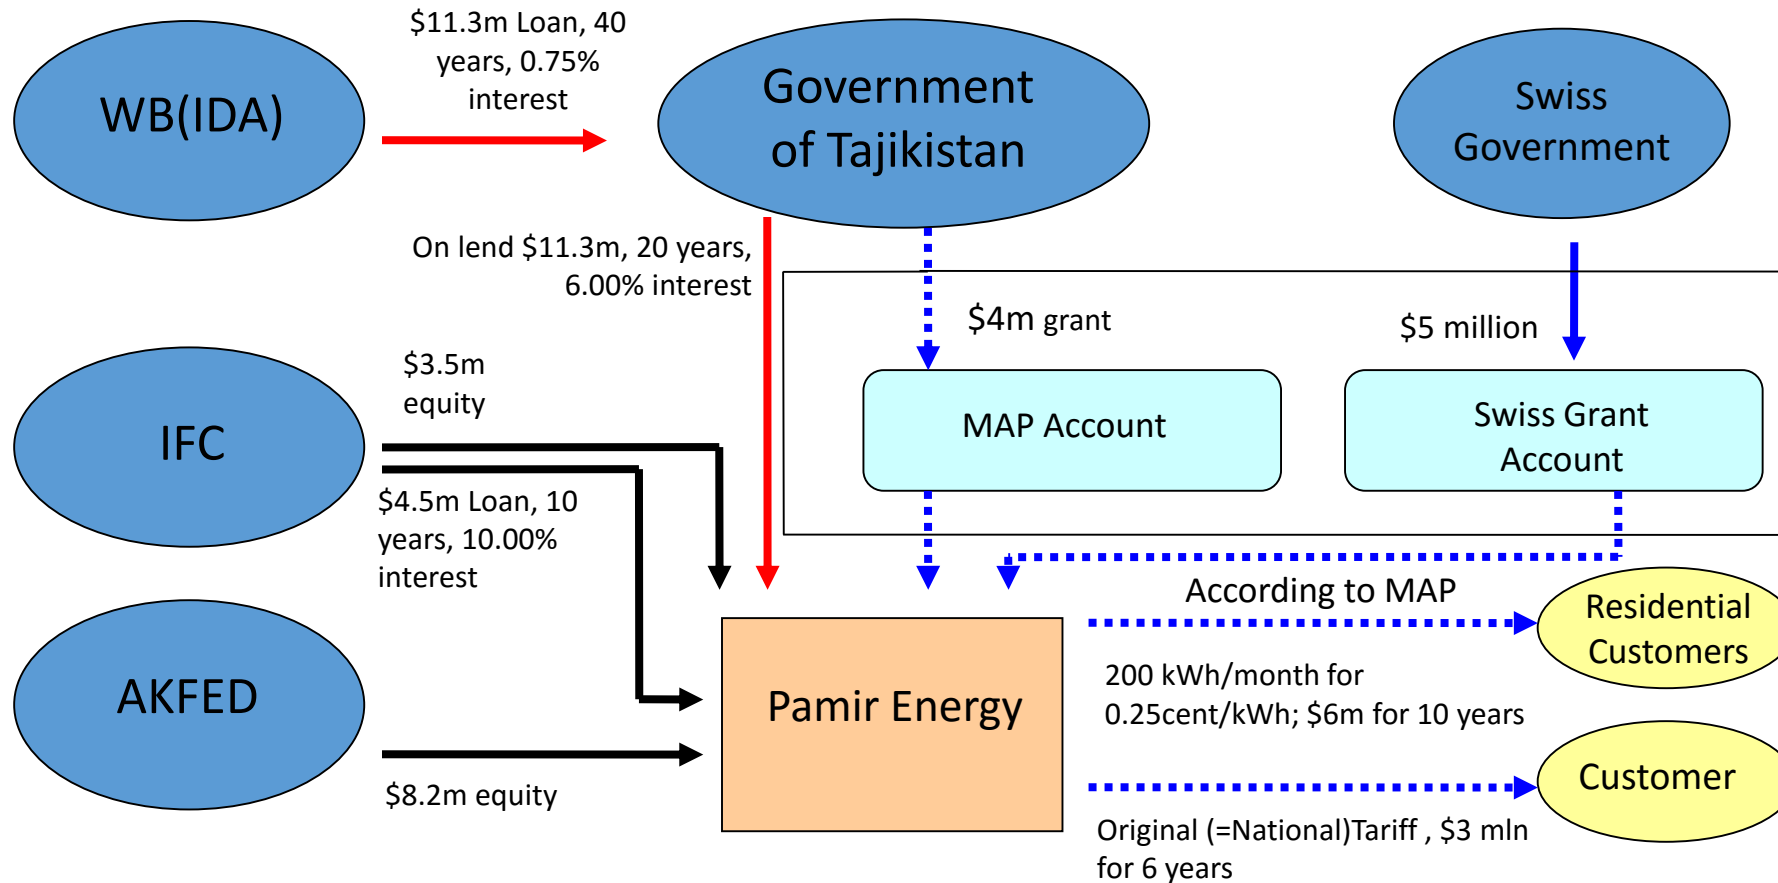 WB(IDA)
$11.3m Loan, 40
years, 0.75%
interest
Government
of Tajikistan
Swiss
Government
On lend $11.3m, 20 years,
6.00% interest
$4m grant
$5 million
$3.5m
equity
IFC
MAP Account
Swiss Grant
Account
$4.5m Loan, 10
years, 10.00%
interest
According to MAP
Residential
Customers
AKFED
Pamir Energy
200 kWh/month for
0.25cent/kWh; $6m for 10 years
Customer
$8.2m equity
Original (=National)Tariff , $3 mln
for 6 years